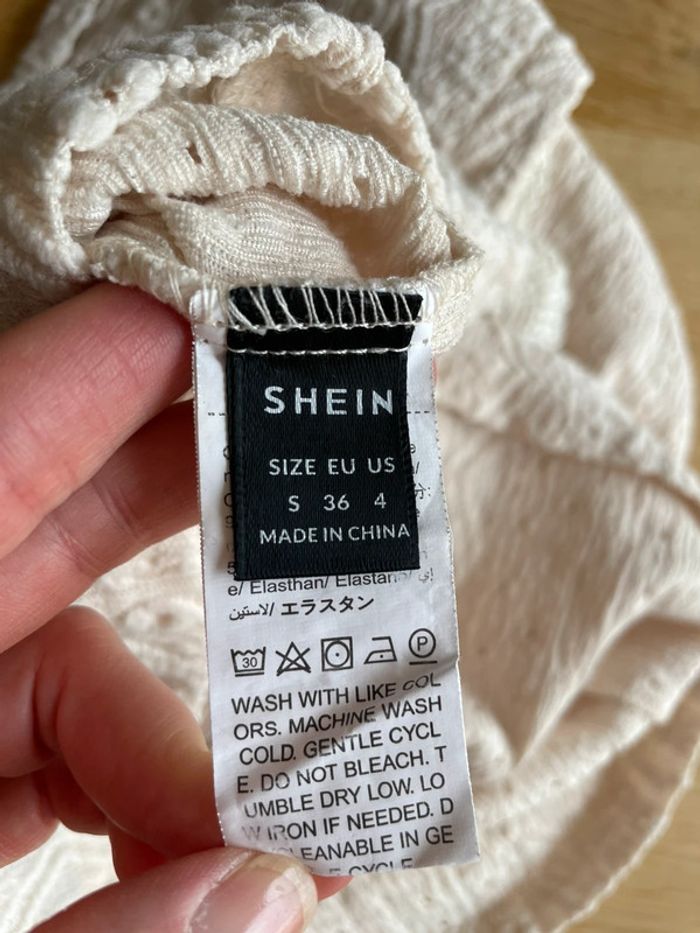 SHEIN
SIZE EU US
S 36 4
MADE IN CHINA
e/ Elasthan/ Elastano/
لاستين/ エラスタン
30
P
WASH WITH LIKE COL
ORS. MACHINE WASH
COLD. GENTLE CYCL
E. DO NOT BLEACH. T
UMBLE DRY LOW. LO
W IRON IF NEEDED. D
CLEANABLE IN GE
CYCLE